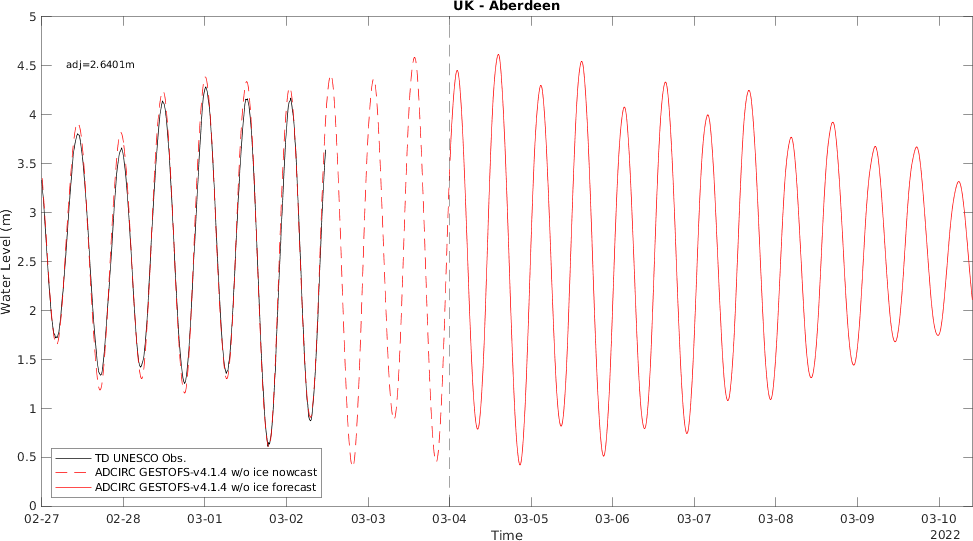 UK - Aberdeen
5
4.5
4
3.5
3
2.5
2
1.5
1
0.5
0
Water Level (m)
adj=2.6401m
TD UNESCO Obs.
ADCIRC GESTOFS-v4.1.4 w/o ice nowcast
ADCIRC GESTOFS-v4.1.4 w/o ice forecast
02-27 02-28 03-01 03-02 03-03 03-04 03-05 03-06 03-07 03-08 03-09 03-10
Time
2022